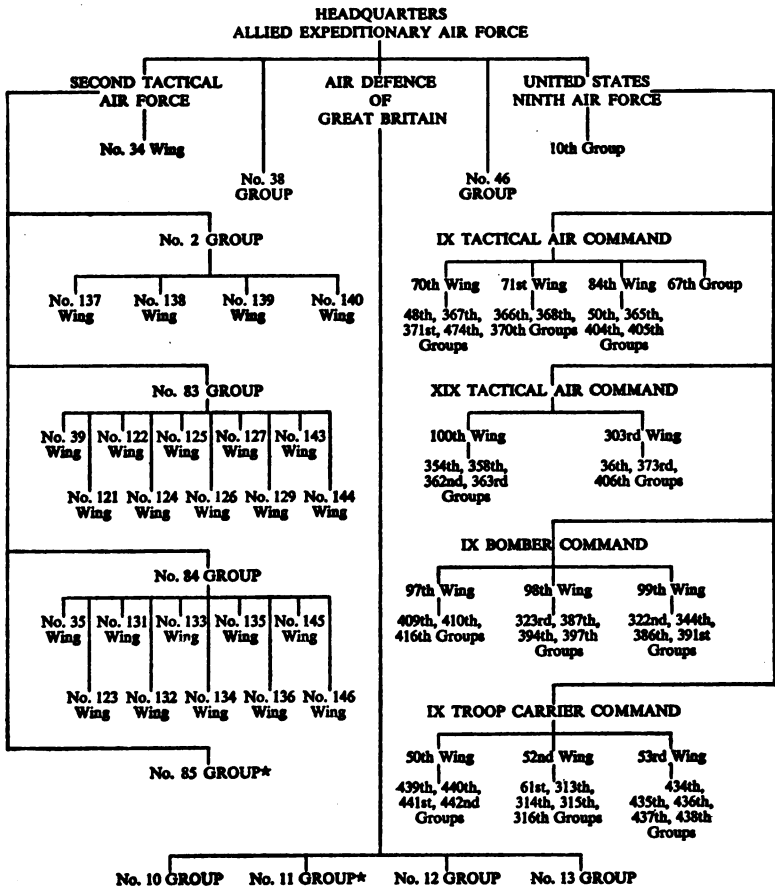 HEADQUARTERS
ALLIED EXPEDITIONARY AIR FORCE
SECOND TACTICAL
AIR FORCE
AIR DEFENCE
OF
GREAT BRITAIN
UNITED STATES
NINTH AIR FORCE
No. 34 Wing
10th Group
No. 38
GROUP
No. 46
GROUP
No. 2 GROUP
No. 137
Wing
No. 138
Wing
No. 139
Wing
No. 140
Wing
No. 83 GROUP
No. 39
Wing
No. 122
Wing
No. 125
Wing
No. 127
Wing
No. 143
Wing
No. 121
Wing
No. 124
Wing
No. 126
Wing
No. 129
Wing
No. 144
Wing
No. 84 GROUP
No. 35
Wing
No. 131
Wing
No. 133
Wing
No. 135
Wing
No. 145
Wing
No. 123
Wing
No. 132
Wing
No. 134
Wing
No. 136
Wing
No. 146
Wing
No. 85 GROUP*
IX TACTICAL AIR COMMAND
70th Wing
71st Wing
84th Wing
67th Group
48th, 367th,
371st, 474th,
Groups
366th, 368th,
370th Groups
50th, 365th,
404th, 405th
Groups
XIX TACTICAL AIR COMMAND
100th Wing
303rd Wing
354th, 358th,
362nd, 363rd
Groups
36th, 373rd,
406th Groups
IX BOMBER COMMAND
97th Wing
98th Wing
99th Wing
409th, 410th,
416th Groups
323rd, 387th,
394th, 397th
Groups
322nd, 344th,
386th, 391st
Groups
IX TROOP CARRIER COMMAND
50th Wing
52nd Wing
53rd Wing
439th, 440th,
441st, 442nd
Groups
61st, 313th,
314th, 315th,
316th Groups
434th,
435th, 436th,
437th, 438th
Groups
No. 10 GROUP
No. 11 GROUP*
No. 12 GROUP
No. 13 GROUP